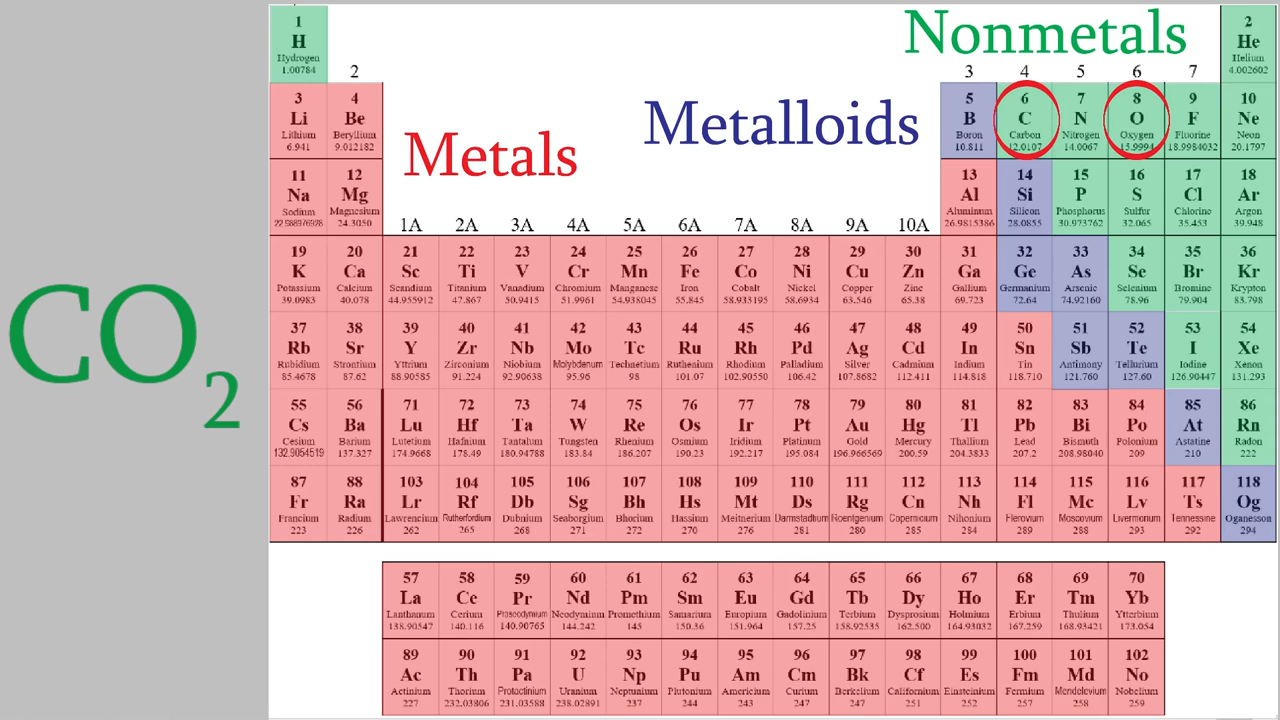 Nonmetals
Metalloids
Metals
CO2
1 2
H He
Hydrogen Helium
1.00784 4.002602
2 3 4 5 6 7
3 4 5 6 7 8 9 10
Li Be B C N O F Ne
Lithium Beryllium Boron Carbon Nitrogen Oxygen Fluorine Neon
6.941 9.012182 10.811 12.0107 14.0067 15.9994 18.9984032 20.1797
11 12 13 14 15 16 17 18
Na Mg Al Si P S Cl Ar
Sodium Magnesium Aluminum Silicon Phosphorus Sulfur Chlorine Argon
22.98976928 24.3050 26.9815386 28.0855 30.973762 32.065 35.453 39.948
1A 2A 3A 4A 5A 6A 7A 8A 9A 10A
19 20 21 22 23 24 25 26 27 28 29 30 31 32 33 34 35 36
K Ca Sc Ti V Cr Mn Fe Co Ni Cu Zn Ga Ge As Se Br Kr
Potassium Calcium Scandium Titanium Vanadium Chromium Manganese Iron Cobalt Nickel Copper Zinc Gallium Germanium Arsenic Selenium Bromine Krypton
39.0983 40.078 44.955912 47.867 50.9415 51.9961 54.938045 55.845 58.933195 58.6934 63.546 65.38 69.723 72.64 74.92160 78.96 79.904 83.798
37 38 39 40 41 42 43 44 45 46 47 48 49 50 51 52 53 54
Rb Sr Y Zr Nb Mo Tc Ru Rh Pd Ag Cd In Sn Sb Te I Xe
Rubidium Strontium Yttrium Zirconium Niobium Molybdenum Technetium Ruthenium Rhodium Palladium Silver Cadmium Indium Tin Antimony Tellurium Iodine Xenon
85.4678 87.62 88.90585 91.224 92.90638 95.96 98 101.07 102.90550 106.42 107.8682 112.411 114.818 118.710 121.760 127.60 126.90447 131.293
55 56 71 72 73 74 75 76 77 78 79 80 81 82 83 84 85 86
Cs Ba Lu Hf Ta W Re Os Ir Pt Au Hg Tl Pb Bi Po At Rn
Cesium Barium Lutetium Hafnium Tantalum Tungsten Rhenium Osmium Iridium Platinum Gold Mercury Thallium Lead Bismuth Polonium Astatine Radon
132.9054519 137.327 174.9668 178.49 180.94788 183.84 186.207 190.23 192.217 195.084 196.966569 200.59 204.3833 207.2 208.98040 209 210 222
87 88 103 104 105 106 107 108 109 110 111 112 113 114 115 116 117 118
Fr Ra Lr Rf Db Sg Bh Hs Mt Ds Rg Cn Nh Fl Mc Lv Ts Og
Francium Radium Lawrencium Rutherfordium Dubnium Seaborgium Bhorium Hassium Meitnerium Darmstadtium Roentgenium Copernicium Nihonium Flerovium Moscovium Livermorium Tennessine Oganesson
223 226 262 265 268 271 272 270 276 281 280 285 284 289 288 293 292 294
57 58 59 60 61 62 63 64 65 66 67 68 69 70
La Ce Pr Nd Pm Sm Eu Gd Tb Dy Ho Er Tm Yb
Lanthanum Cerium Praseodymium Neodymium Promethium Samarium Europium Gadolinium Terbium Dysprosium Holmium Erbium Thulium Ytterbium
138.90547 140.116 140.90765 144.242 145 150.36 151.964 157.25 158.92535 162.500 164.93032 167.259 168.93421 173.054
89 90 91 92 93 94 95 96 97 98 99 100 101 102
Ac Th Pa U Np Pu Am Cm Bk Cf Es Fm Md No
Actinium Thorium Protactinium Uranium Neptunium Plutonium Americium Curium Berkelium Californium Einsteinium Fermium Mendelevium Nobelium
227 232.03806 231.03588 238.02891 237 244 243 247 247 251 252 257 258 259